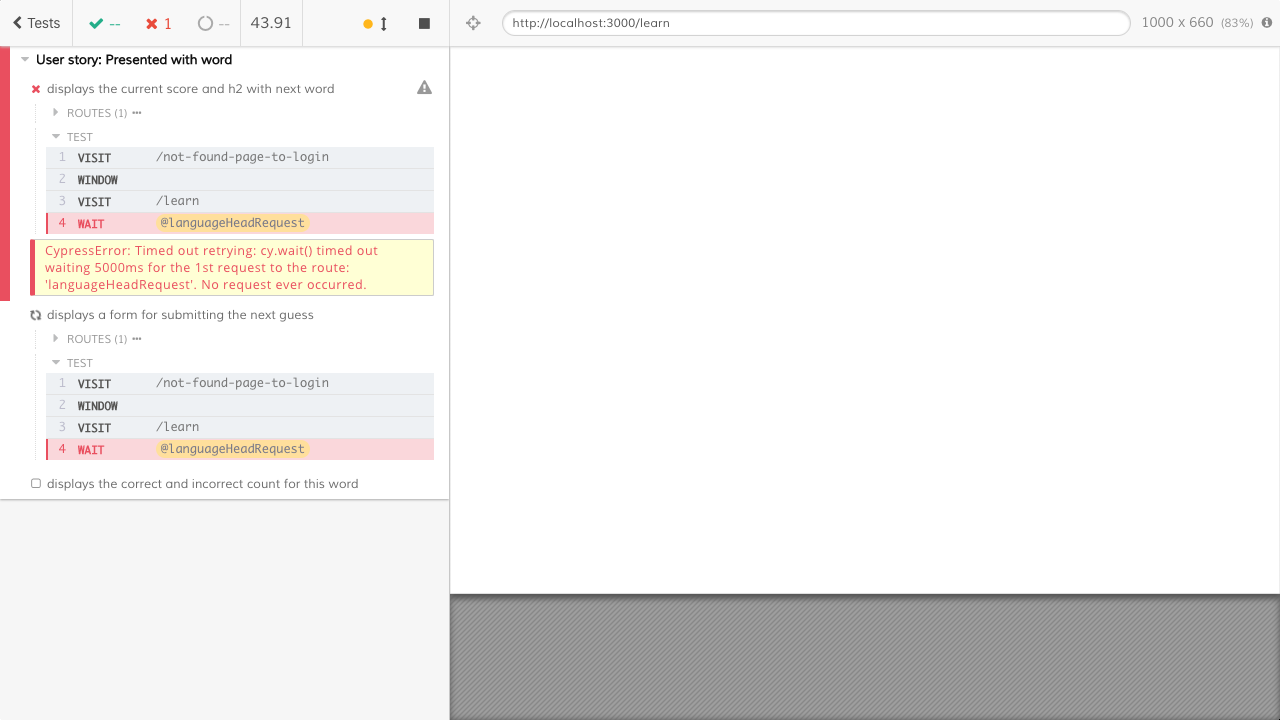 Tests
--
1
--
43.91
http://localhost:3000/learn
1000 x 660 (83%)
User story: Presented with word
displays the current score and h2 with next word
ROUTES (1)
TEST
1 VISIT /not-found-page-to-login
2 WINDOW
3 VISIT /learn
4 WAIT @languageHeadRequest
CypressError: Timed out retrying: cy.wait() timed out
waiting 5000ms for the 1st request to the route:
'languageHeadRequest'. No request ever occurred.
displays a form for submitting the next guess
ROUTES (1)
TEST
1 VISIT /not-found-page-to-login
2 WINDOW
3 VISIT /learn
4 WAIT @languageHeadRequest
displays the correct and incorrect count for this word